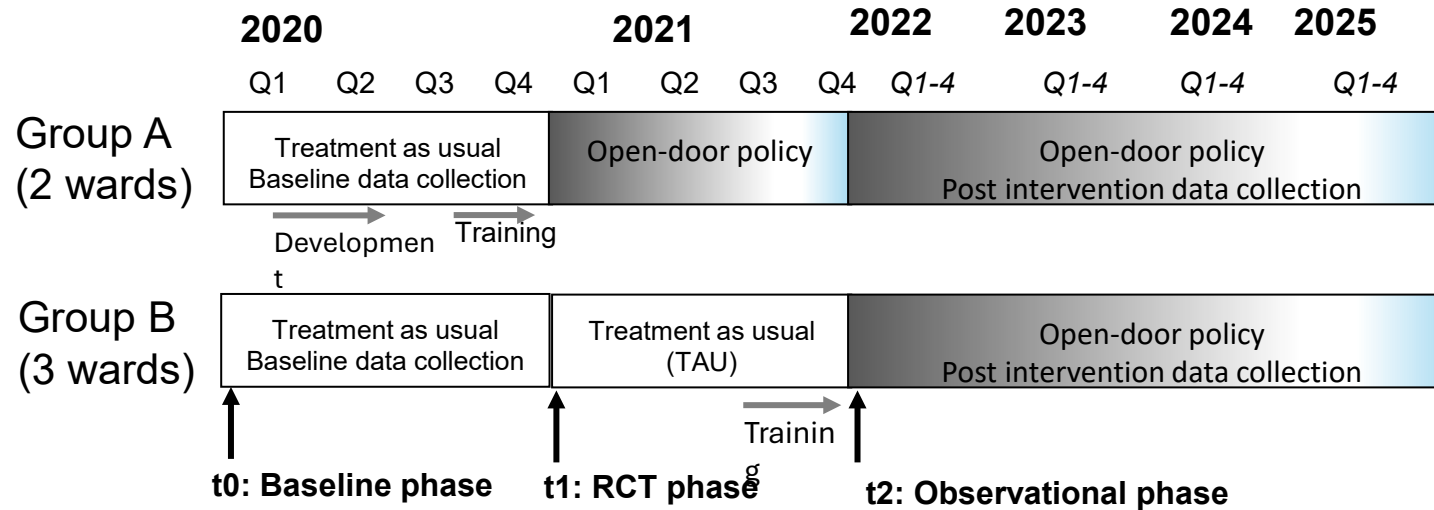 2020 2021 2022 2023 2024 2025
Q1 Q2 Q3 Q4 Q1 Q2 Q3 Q4 Q1-4 Q1-4 Q1-4 Q1-4
Group A
(2 wards)
Treatment as usual
Baseline data collection
Open-door policy
Open-door policy
Post intervention data collection
Developmen
t
Training
Group B
(3 wards)
Treatment as usual
Baseline data collection
Treatment as usual
(TAU)
Open-door policy
Post intervention data collection
Trainin
g
t0: Baseline phase
t1: RCT phase
t2: Observational phase